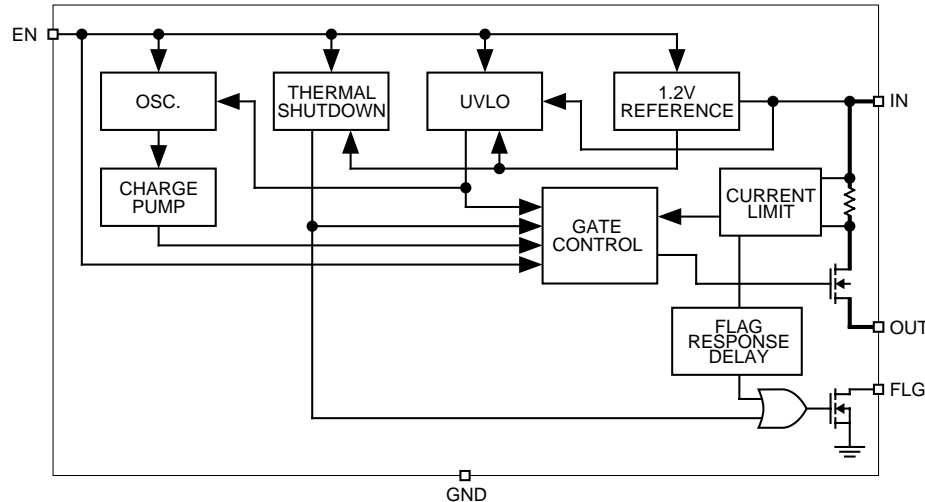 EN
OSC.
THERMAL
SHUTDOWN
UVLO
1.2V
REFERENCE
IN
CHARGE
PUMP
GATE
CONTROL
CURRENT
LIMIT
OUT
FLAG
RESPONSE
DELAY
FLG
GND